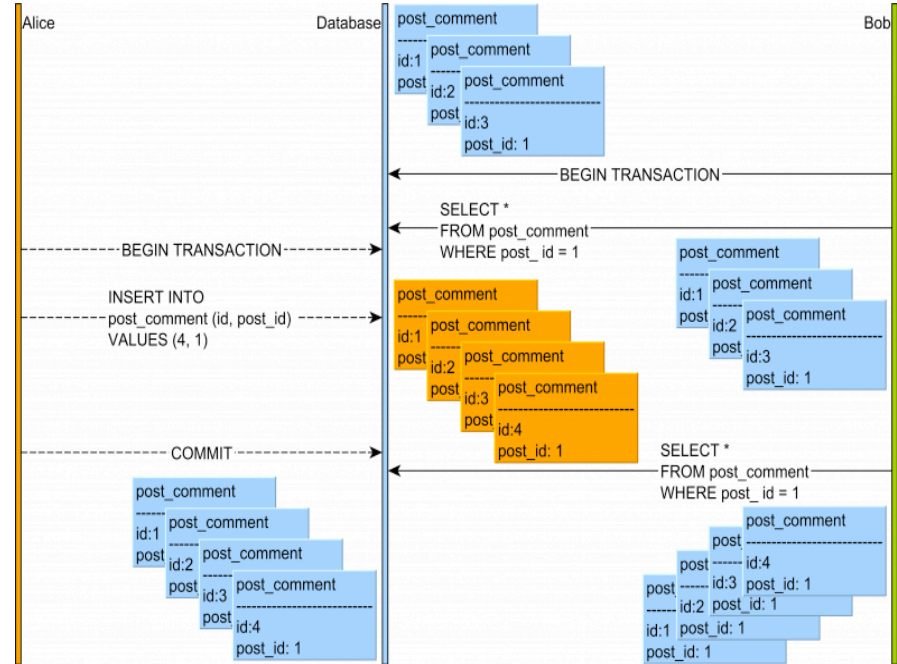 Alice
Database
Bob
post_comment
------
id:1
post
post_comment
------
id:2
post
post_comment
------------------------------
id:3
post_id: 1
BEGIN TRANSACTION
SELECT *
FROM post_comment
WHERE post_ id = 1
BEGIN TRANSACTION
post_comment
------
id:1
post
post_comment
------
id:2
post
post_comment
------------------------------
id:3
post_id: 1
INSERT INTO
post_comment (id, post_id)
VALUES (4, 1)
post_comment
------
id:1
post
post_comment
------
id:2
post
post_comment
------
id:3
post
post_comment
------------------------------
id:4
post_id: 1
COMMIT
SELECT *
FROM post_comment
WHERE post_ id = 1
post_comment
------
id:1
post
post_comment
------
id:2
post
post_comment
------
id:3
post
post_comment
------------------------------
id:4
post_id: 1
post_comment
------------------------------
id:4
post_id: 1
post
------
id:3
post_id: 1
post
------
id:2
post_id: 1
post
------
id:1
post_id: 1